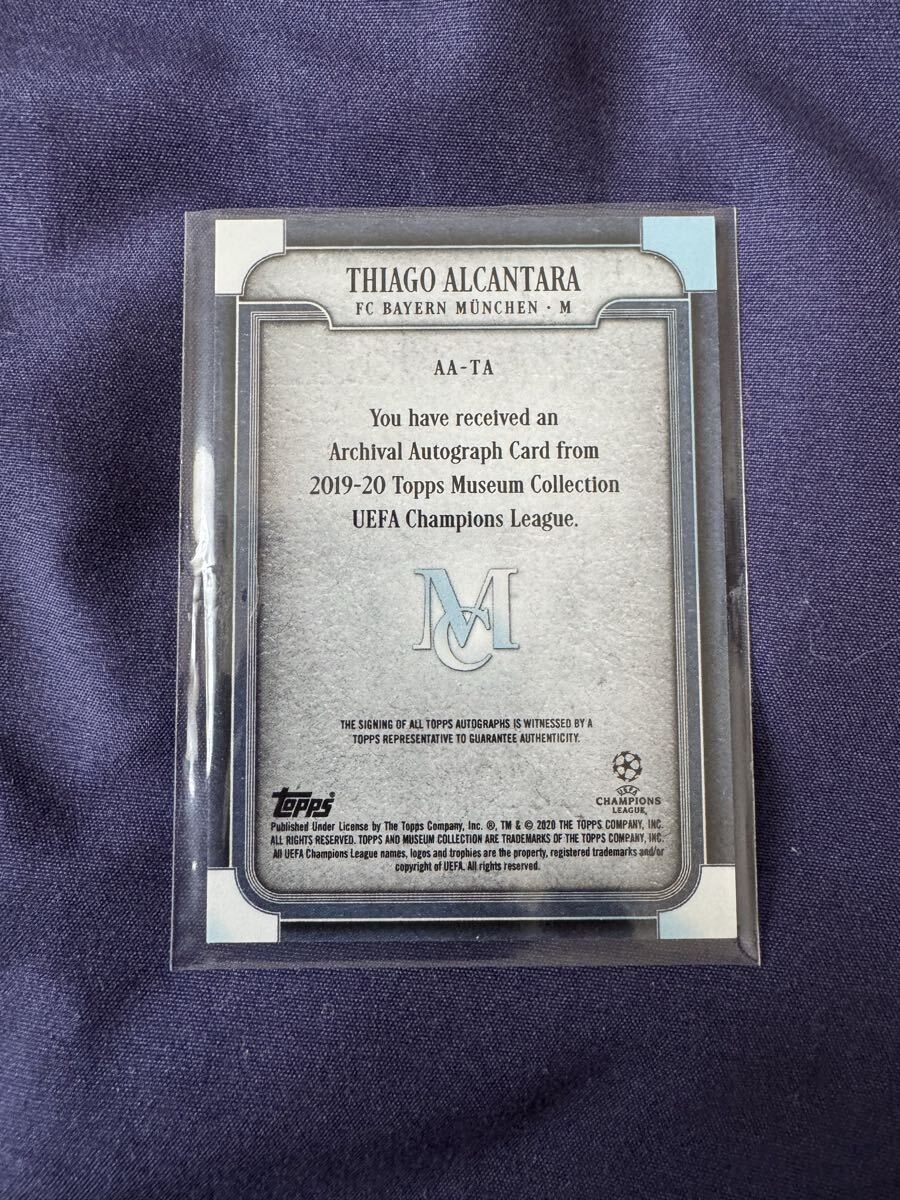 THIAGO ALCANTARA
FC BAYERN MÜNCHEN · M
AA-TA
You have received an
Archival Autograph Card from
2019-20 Topps Museum Collection
UEFA Champions League.
MC
THE SIGNING OF ALL TOPPS AUTOGRAPHS IS WITNESSED BY A
TOPPS REPRESENTATIVE TO GUARANTEE AUTHENTICITY.
UEFA
CHAMPIONS
LEAGUE
topps®
Published Under License by The Topps Company, Inc. ®, TM & © 2020 THE TOPPS COMPANY, INC.
ALL RIGHTS RESERVED. TOPPS AND MUSEUM COLLECTION ARE TRADEMARKS OF THE TOPPS COMPANY, INC.
All UEFA Champions League names, logos and trophies are the property, registered trademarks and/or
copyright of UEFA. All rights reserved.